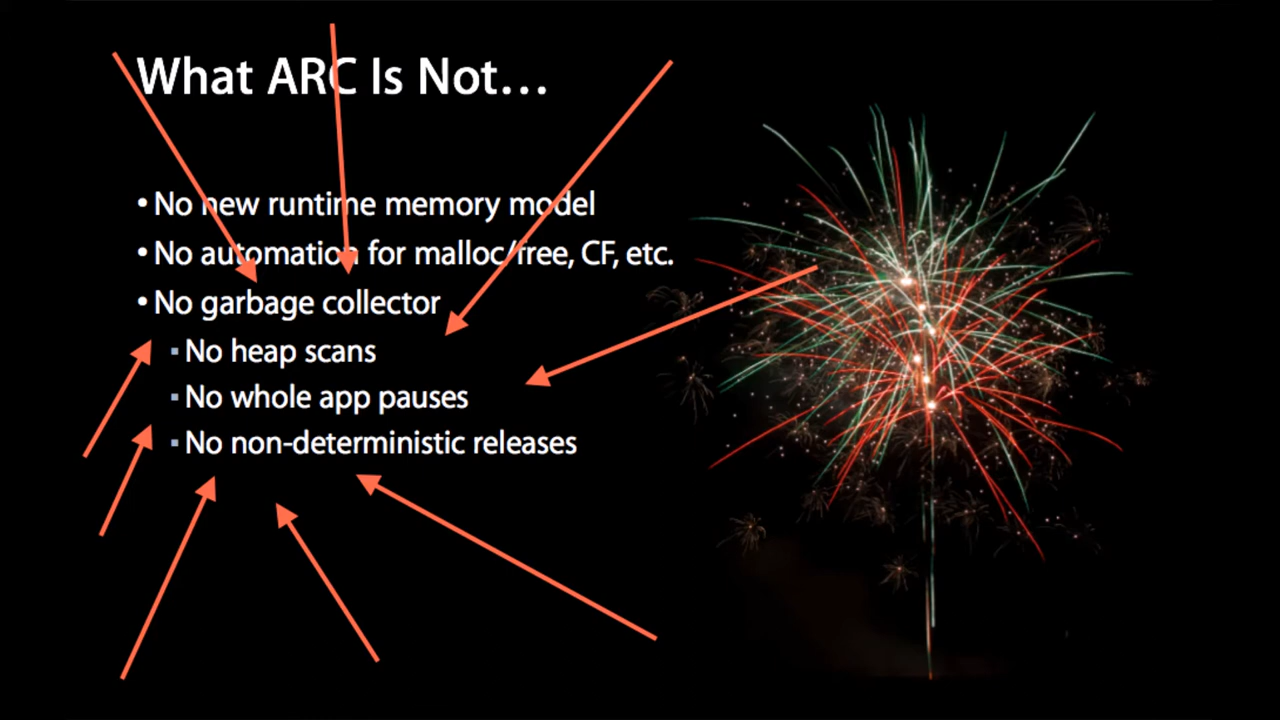 What ARC Is Not…
• No new runtime memory model
• No automation for malloc/free, CF, etc.
• No garbage collector
▪ No heap scans
▪ No whole app pauses
▪ No non-deterministic releases